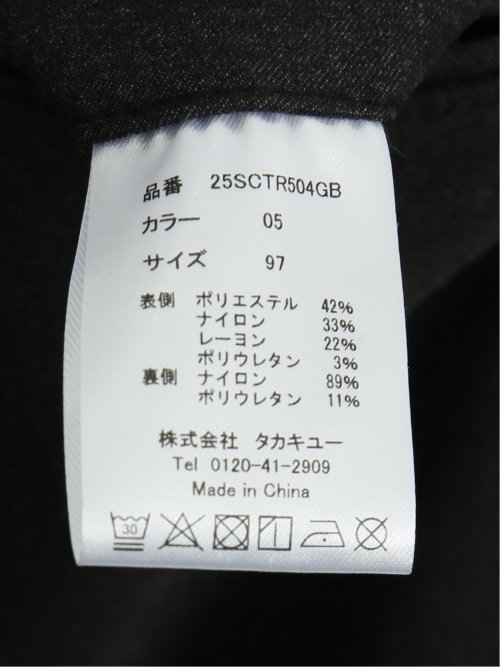 品番 25SCTR504GB
カラー 05
サイズ 97
表側 ポリエステル 42%
ナイロン 33%
レーヨン 22%
ポリウレタン 3%
裏側 ナイロン 89%
ポリウレタン 11%
株式会社 タカキュー
Tel 0120-41-2909
Made in China
30